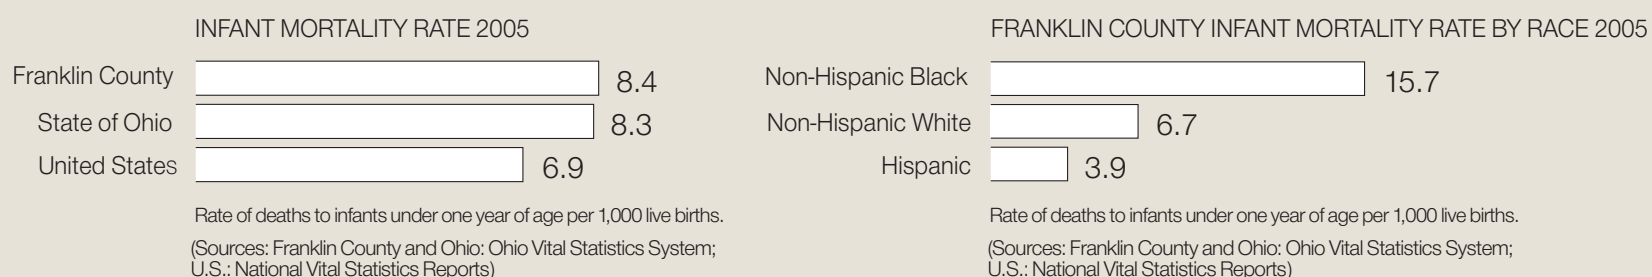 INFANT MORTALITY RATE 2005
Franklin County 8.4
State of Ohio 8.3
United States 6.9
Rate of deaths to infants under one year of age per 1,000 live births.
(Sources: Franklin County and Ohio: Ohio Vital Statistics System;
U.S.: National Vital Statistics Reports)
FRANKLIN COUNTY INFANT MORTALITY RATE BY RACE 2005
Non-Hispanic Black 15.7
Non-Hispanic White 6.7
Hispanic 3.9
Rate of deaths to infants under one year of age per 1,000 live births.
(Sources: Franklin County and Ohio: Ohio Vital Statistics System;
U.S.: National Vital Statistics Reports)